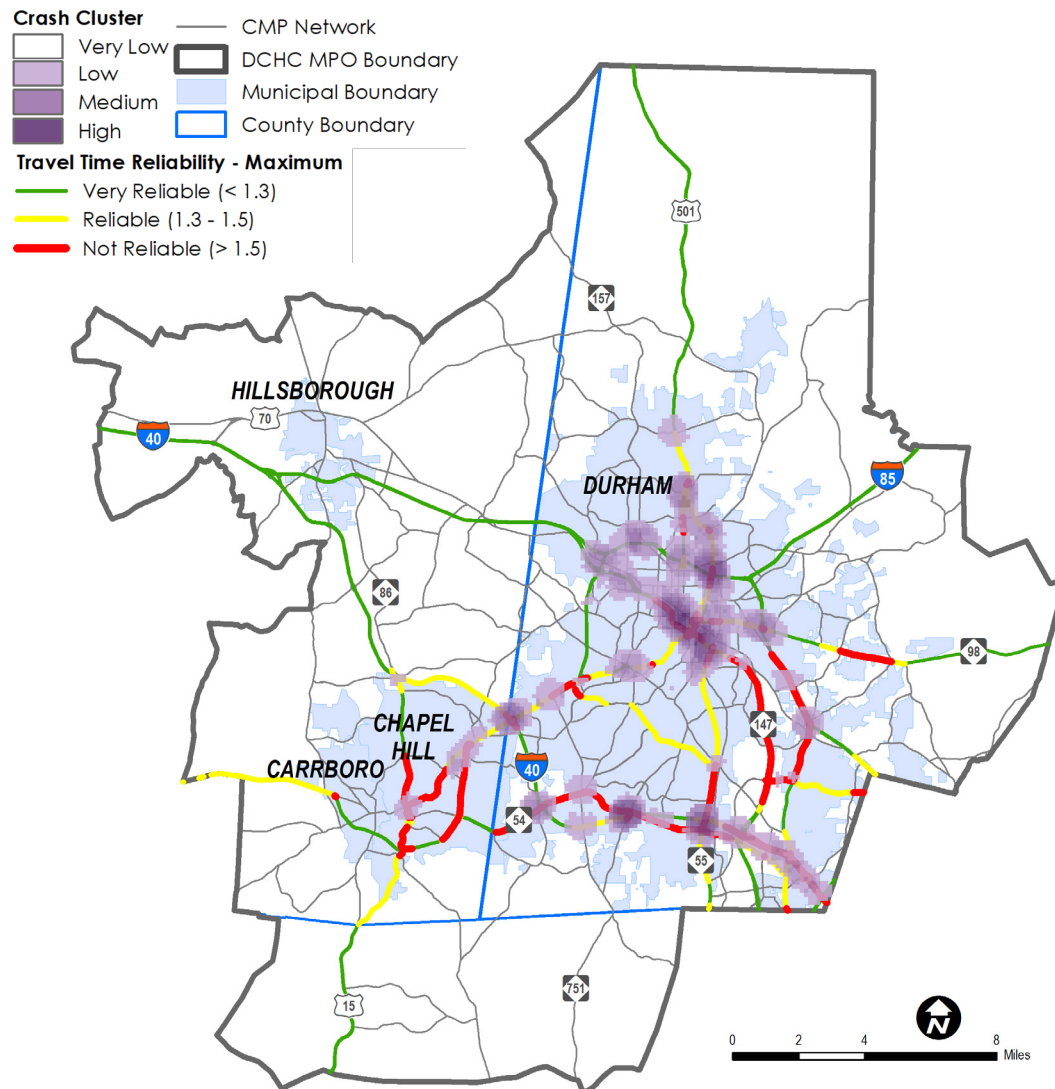 Crash Cluster
Very Low
Low
Medium
High
CMP Network
DCHC MPO Boundary
Municipal Boundary
County Boundary
Travel Time Reliability - Maximum
Very Reliable (< 1.3)
Reliable (1.3 - 1.5)
Not Reliable (> 1.5)
501
157
HILLSBOROUGH
70
40
DURHAM
85
86
98
CHAPEL
HILL
147
CARRBORO
40
54
55
751
15
N
0 2 4 8
Miles